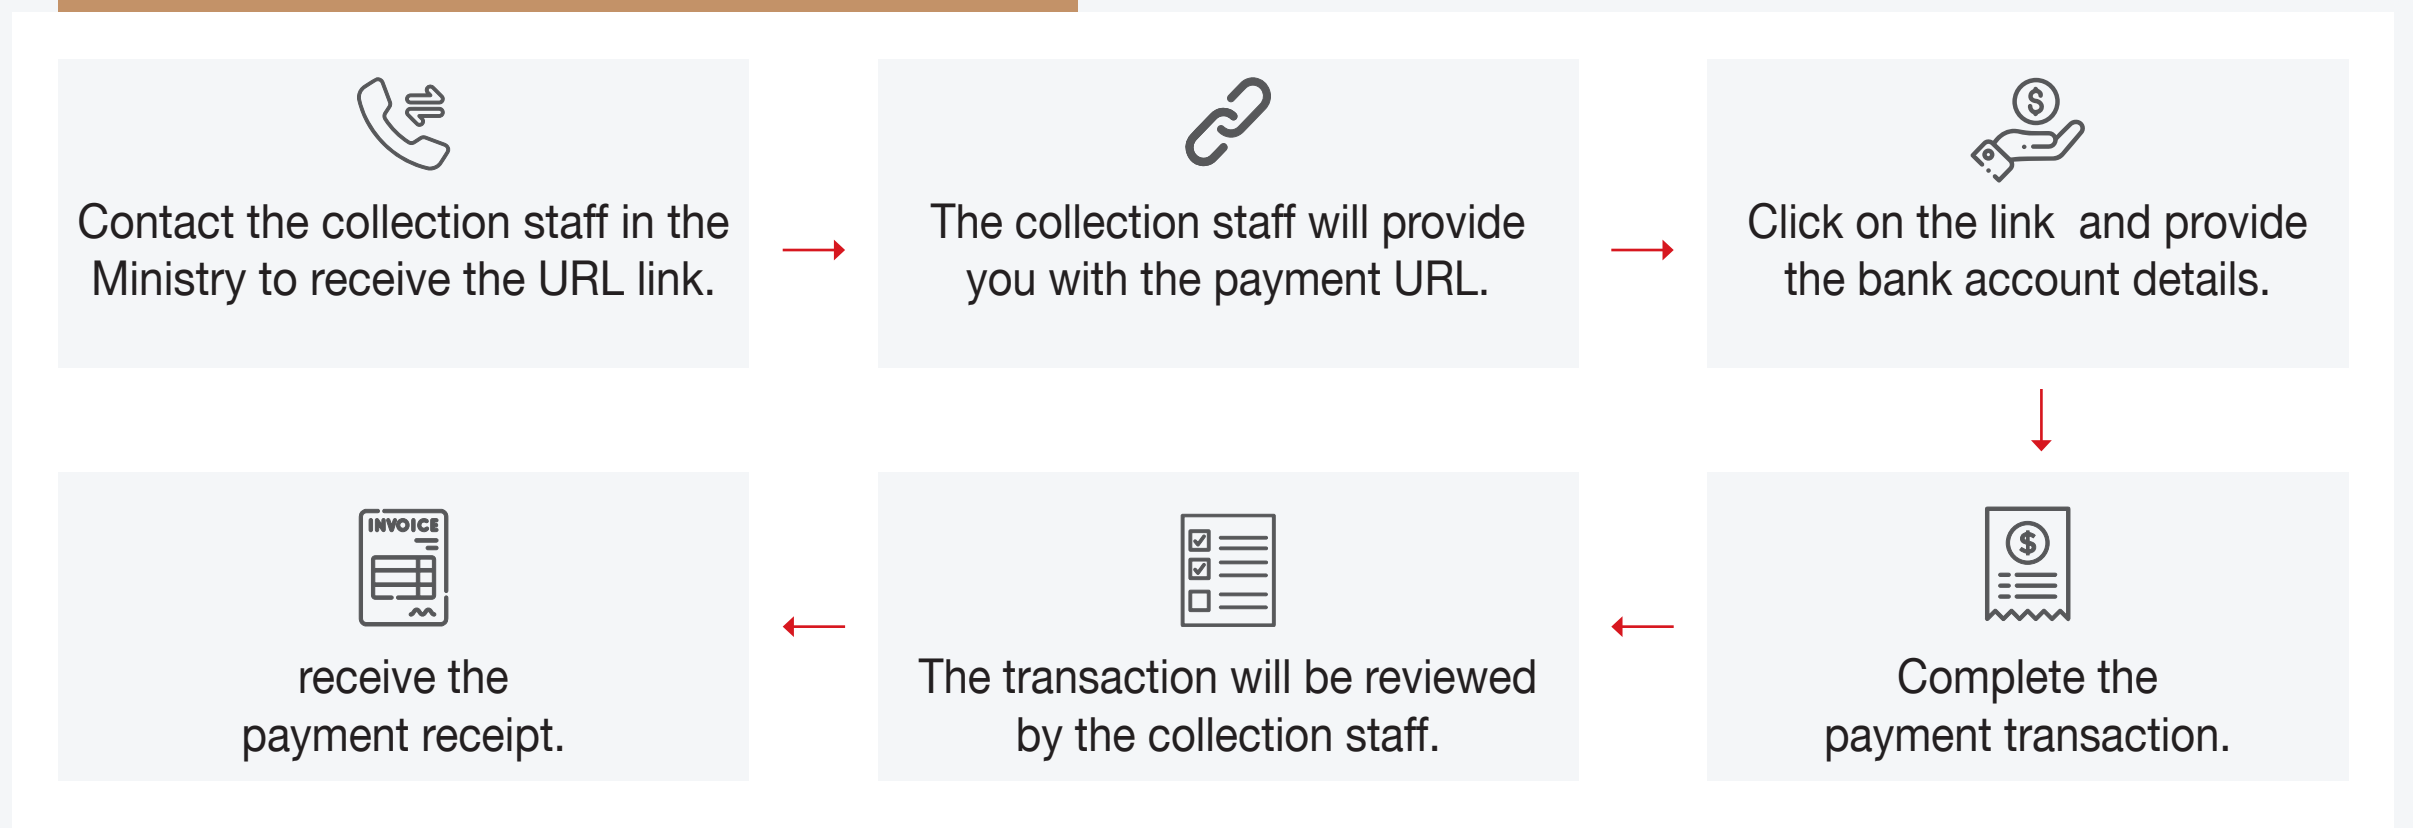 Contact the collection staff in the
Ministry to receive the URL link.
The collection staff will provide
you with the payment URL.
Click on the link  and provide
the bank account details.
Complete the
payment transaction.
The transaction will be reviewed
by the collection staff.
INVOICE
receive the
payment receipt.